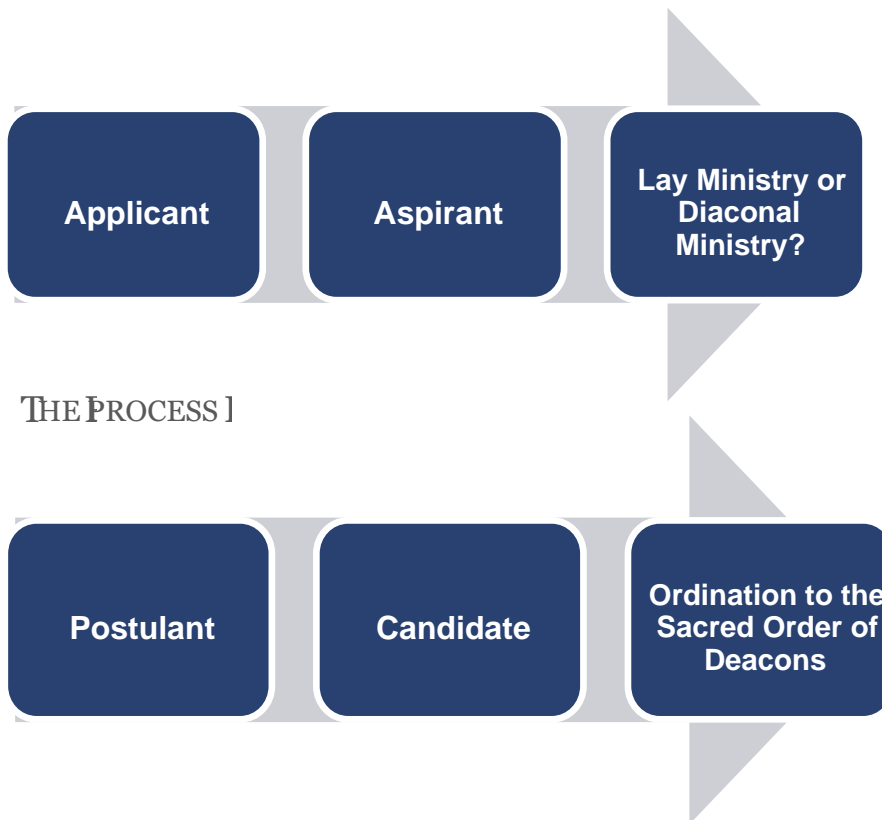 Applicant
Aspirant
Lay Ministry or
Diaconal
Ministry?
THE PROCESS
Postulant
Candidate
Ordination to the
Sacred Order of
Deacons